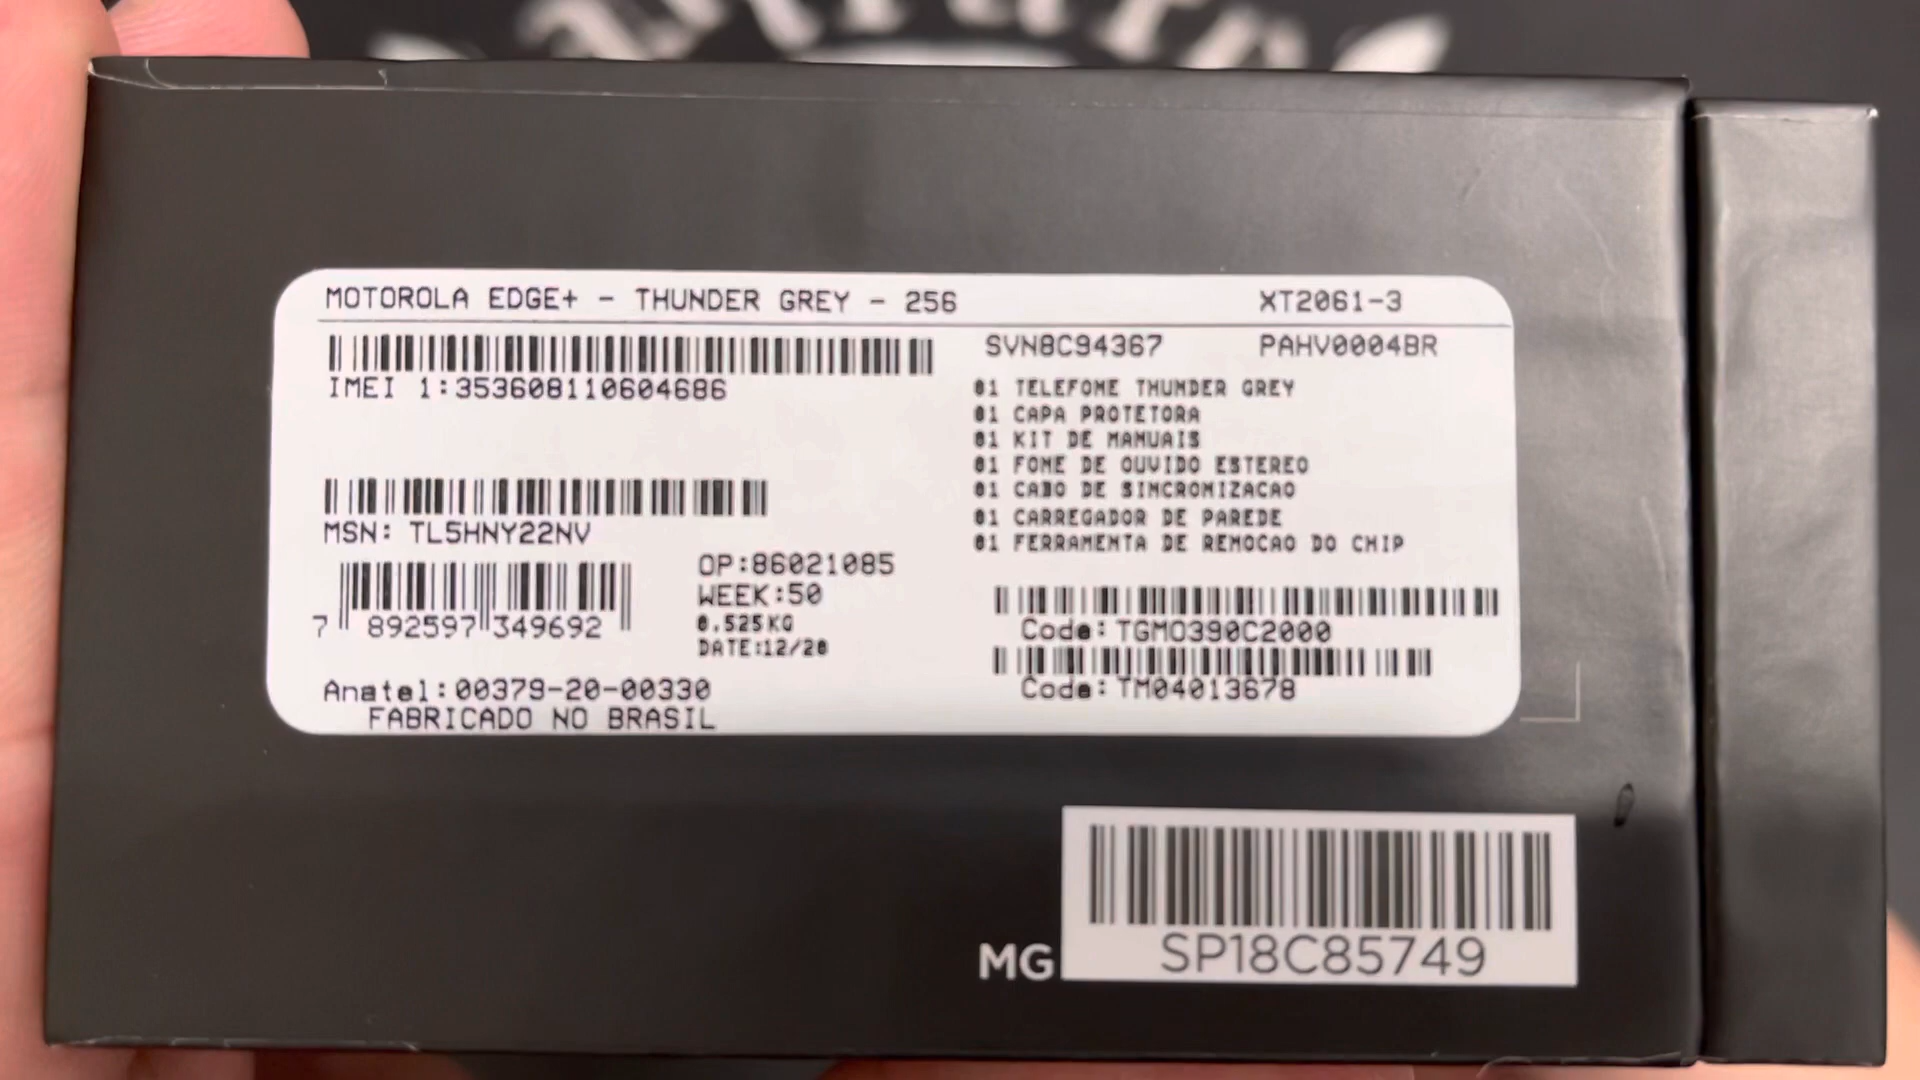 MOTOROLA EDGE+ - THUNDER GREY - 256 XT2061-3
SVN8C94367 PAHV0004BR
IMEI 1:353608110604686
01 TELEFONE THUNDER GREY
01 CAPA PROTETORA
01 KIT DE MANUAIS
01 FONE DE OUVIDO ESTEREO
01 CABO DE SINCRONIZACAO
01 CARREGADOR DE PAREDE
01 FERRAMENTA DE REMOCAO DO CHIP
MSN: TL5HNY22NV
OP:86021085
WEEK:50
0.525KG
DATE:12/20
7 892597 349692
Code: TGMO390C2000
Code: TM04013678
Anatel:00379-20-00330
FABRICADO NO BRASIL
MG
SP18C85749